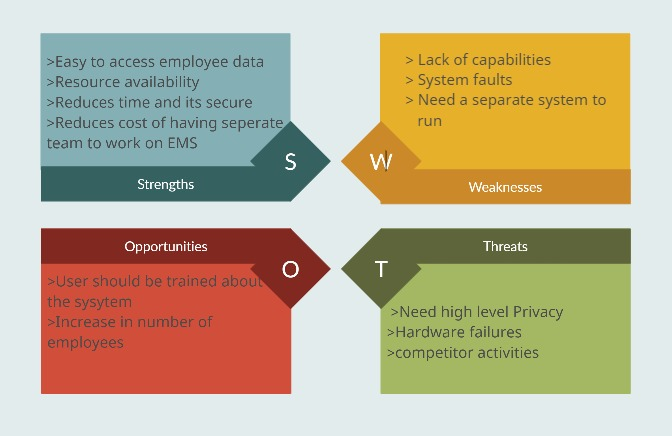 >Easy to access employee data
>Resource availability
>Reduces time and its secure
>Reduces cost of having seperate
team to work on EMS
S
Strengths
> Lack of capabilities
> System faults
> Need a separate system to
run
W
Weaknesses
Opportunities
O
>User should be trained about
the sysytem
>Increase in number of
employees
Threats
T
>Need high level Privacy
>Hardware failures
>competitor activities